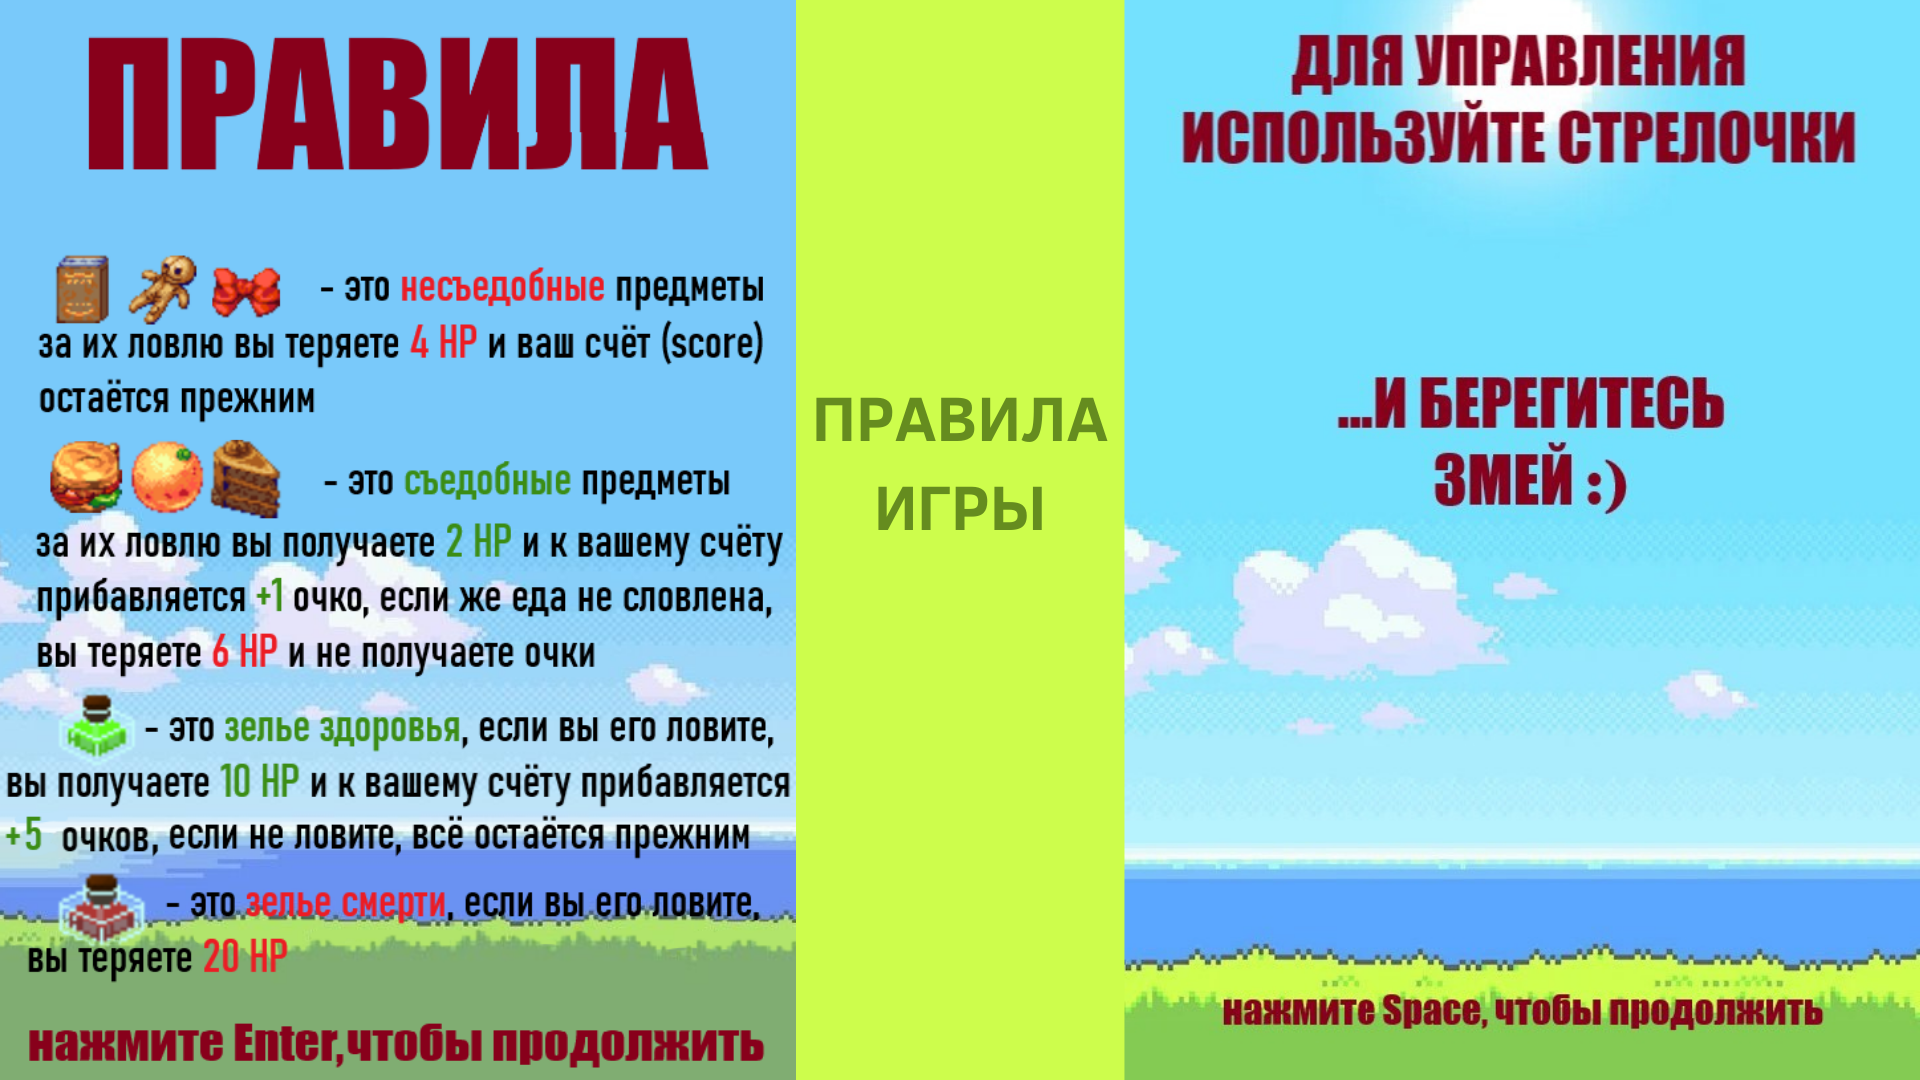 ПРАВИЛА
- это несъедобные предметы
за их ловлю вы теряете 4 HP и ваш счёт (score)
остаётся прежним
- это съедобные предметы
за их ловлю вы получаете 2 HP и к вашему счёту
прибавляется +1 очко, если же еда не словлена,
вы теряете 6 HP и не получаете очки
- это зелье здоровья, если вы его ловите,
вы получаете 10 HP и к вашему счёту прибавляется
+5 очков, если не ловите, всё остаётся прежним
- это зелье смерти, если вы его ловите,
вы теряете 20 HP
нажмите Enter,чтобы продолжить
ПРАВИЛА
ИГРЫ
ДЛЯ УПРАВЛЕНИЯ
ИСПОЛЬЗУЙТЕ СТРЕЛОЧКИ
...И БЕРЕГИТЕСЬ
ЗМЕЙ :)
нажмите Space, чтобы продолжить